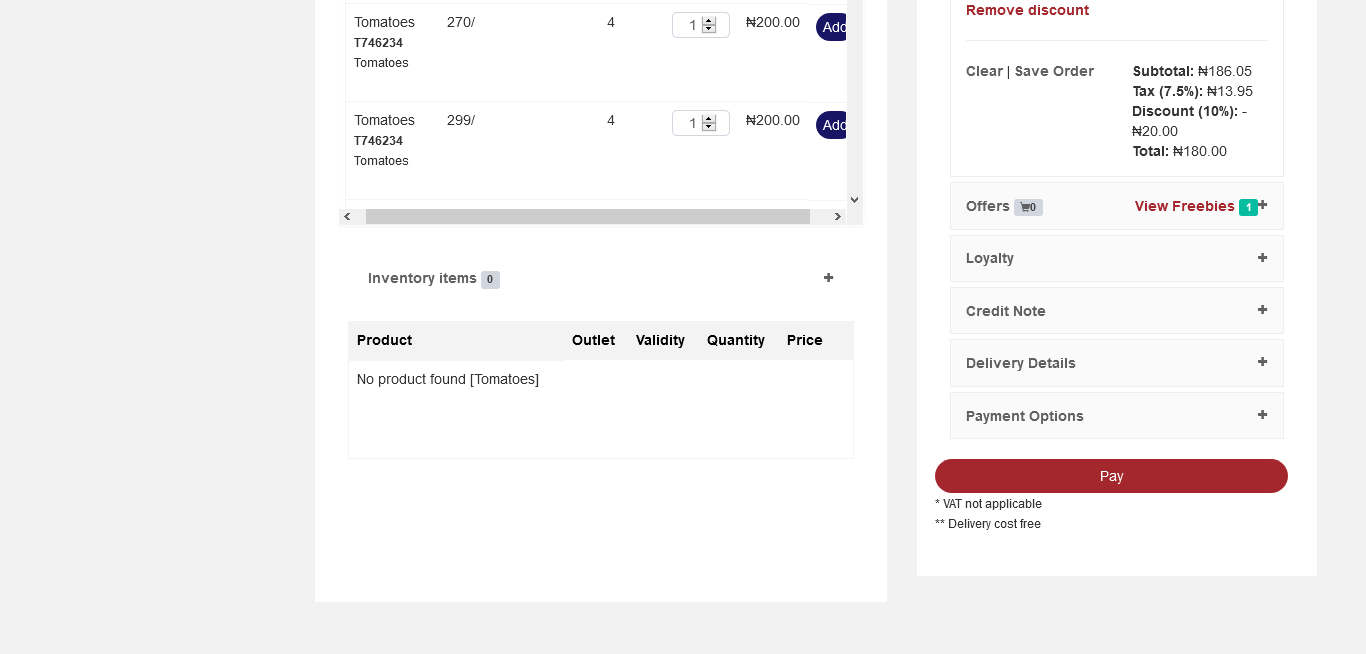 Tomatoes 270/ 4 1 ₦200.00 Add
T746234
Tomatoes
Tomatoes 299/ 4 1 ₦200.00 Add
T746234
Tomatoes
Inventory items 0
Product Outlet Validity Quantity Price
No product found [Tomatoes]
Remove discount
Clear | Save Order
Subtotal: ₦186.05
Tax (7.5%): ₦13.95
Discount (10%): -
₦20.00
Total: ₦180.00
Offers 0 View Freebies 1
Loyalty
Credit Note
Delivery Details
Payment Options
Pay
* VAT not applicable
** Delivery cost free